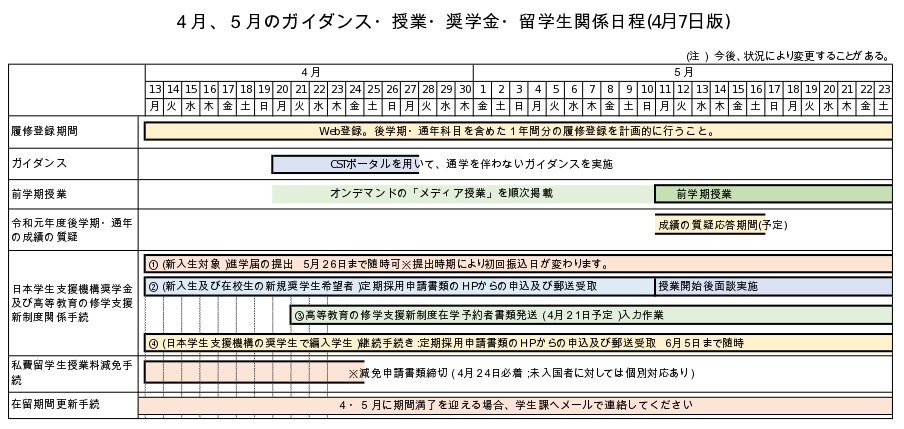 4月、5月のガイダンス・授業・奨学金・留学生関係日程(4月7日版)
(注 ) 今後、状況により変更することがある。
4月 5月
13 14 15 16 17 18 19 20 21 22 23 24 25 26 27 28 29 30 1 2 3 4 5 6 7 8 9 10 11 12 13 14 15 16 17 18 19 20 21 22 23
月 火 水 木 金 土 日 月 火 水 木 金 土 日 月 火 水 木 金 土 日 月 火 水 木 金 土 日 月 火 水 木 金 土 日 月 火 水 木 金 土
履修登録期間 Web登録。後学期・通年科目を含めた1年間分の履修登録を計画的に行うこと。
ガイダンス CSTポータルを用いて、通学を伴わないガイダンスを実施
前学期授業 オンデマンドの「メディア授業」を順次掲載 前学期授業
令和元年度後学期・通年
の成績の質疑
成績の質疑応答期間(予定)
日本学生支援機構奨学金
及び高等教育の修学支援
新制度関係手続
① (新入生対象 )進学届の提出 5月26日まで随時可※提出時期により初回振込日が変わります。
② (新入生及び在校生の新規奨学生希望者 )定期採用申請書類のHPからの申込及び郵送受取 授業開始後面談実施
③高等教育の修学支援新制度在学予約者書類発送 (4月21日予定 )入力作業
④ (日本学生支援機構の奨学生で編入学生 )継続手続き :定期採用申請書類のHPからの申込及び郵送受取 6月5日まで随時
私費留学生授業料減免手
続
※減免申請書類締切 (4月24日必着 ;未入国者に対しては個別対応あり )
在留期間更新手続 4・5月に期間満了を迎える場合、学生課へメールで連絡してください